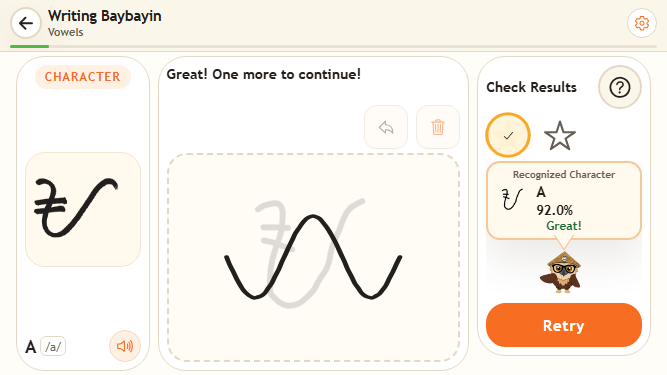 Writing Baybayin
Vowels
CHARACTER
ᜀ
A /a/
Great! One more to continue!
Check Results
Recognized Character
ᜀ A
92.0%
Great!
Retry